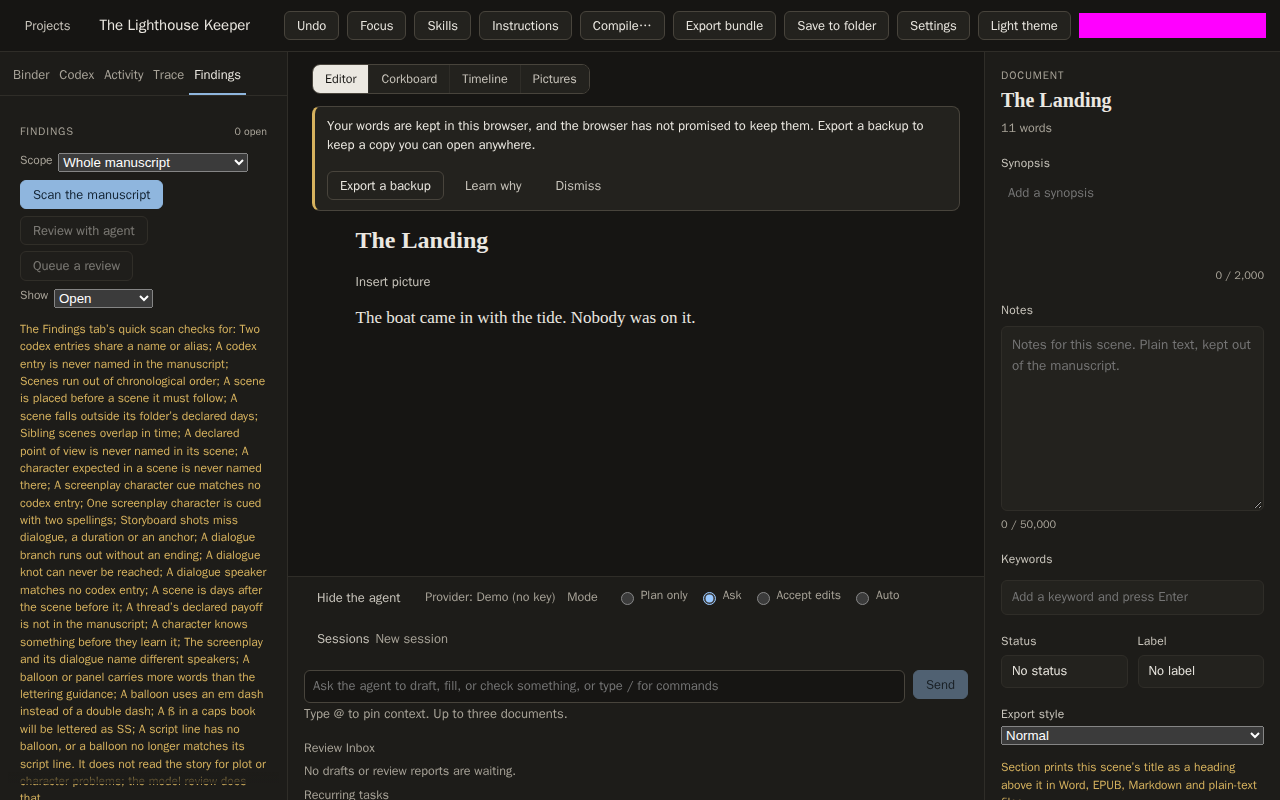 Projects
The Lighthouse Keeper
Undo
Focus
Skills
Instructions
Compile···
Export bundle
Save to folder
Settings
Light theme
Binder
Codex
Activity
Trace
Findings
FINDINGS
0 open
Scope
Whole manuscript
Scan the manuscript
Review with agent
Queue a review
Show
Open
The Findings tab's quick scan checks for: Two
codex entries share a name or alias; A codex
entry is never named in the manuscript;
Scenes run out of chronological order; A scene
is placed before a scene it must follow; A
scene falls outside its folder's declared days;
Sibling scenes overlap in time; A declared
point of view is never named in its scene; A
character expected in a scene is never named
there; A screenplay character cue matches no
codex entry; One screenplay character is cued
with two spellings; Storyboard shots miss
dialogue, a duration or an anchor; A dialogue
branch runs out without an ending; A dialogue
knot can never be reached; A dialogue speaker
matches no codex entry; A scene is days after
the scene before it; A thread's declared payoff
is not in the manuscript; A character knows
something before they learn it; The screenplay
and its dialogue name different speakers; A
balloon or panel carries more words than the
lettering guidance; A balloon uses an em dash
instead of a double dash; A ß in a caps book
will be lettered as SS; A script line has no
balloon, or a balloon no longer matches its
script line. It does not read the story for plot or
character problems; the model review does
that.
Editor
Corkboard
Timeline
Pictures
Your words are kept in this browser, and the browser has not promised to keep them. Export a backup to
keep a copy you can open anywhere.
Export a backup
Learn why
Dismiss
The Landing
Insert picture
The boat came in with the tide. Nobody was on it.
Hide the agent
Provider: Demo (no key)
Mode
Plan only
Ask
Accept edits
Auto
Sessions
New session
Ask the agent to draft, fill, or check something, or type / for commands
Send
Type @ to pin context. Up to three documents.
Review Inbox
No drafts or review reports are waiting.
Recurring tasks
DOCUMENT
The Landing
11 words
Synopsis
Add a synopsis
0 / 2,000
Notes
Notes for this scene. Plain text, kept out
of the manuscript.
0 / 50,000
Keywords
Add a keyword and press Enter
Status
Label
No status
No label
Export style
Normal
Section prints this scene's title as a heading
above it in Word, EPUB, Markdown and plain-text